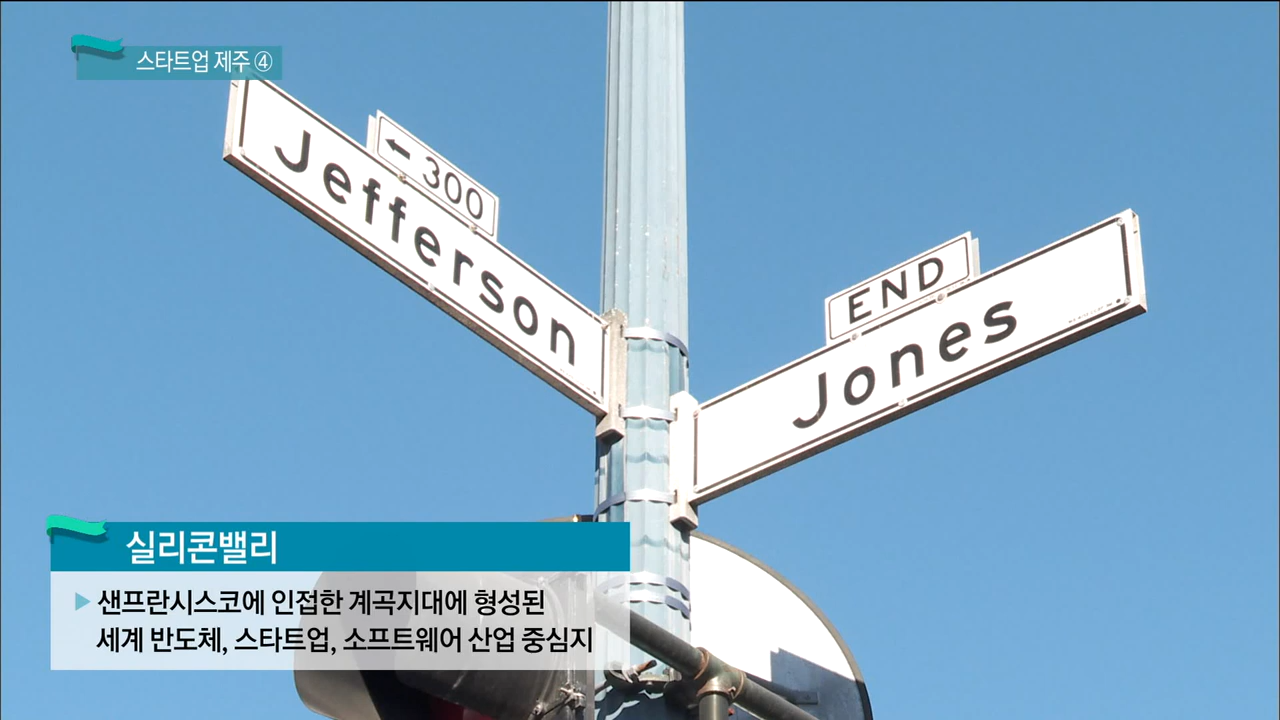 스타트업 제주 ④
← 300
Jefferson
END
Jones
실리콘밸리
▶ 샌프란시스코에 인접한 계곡지대에 형성된
세계 반도체, 스타트업, 소프트웨어 산업 중심지